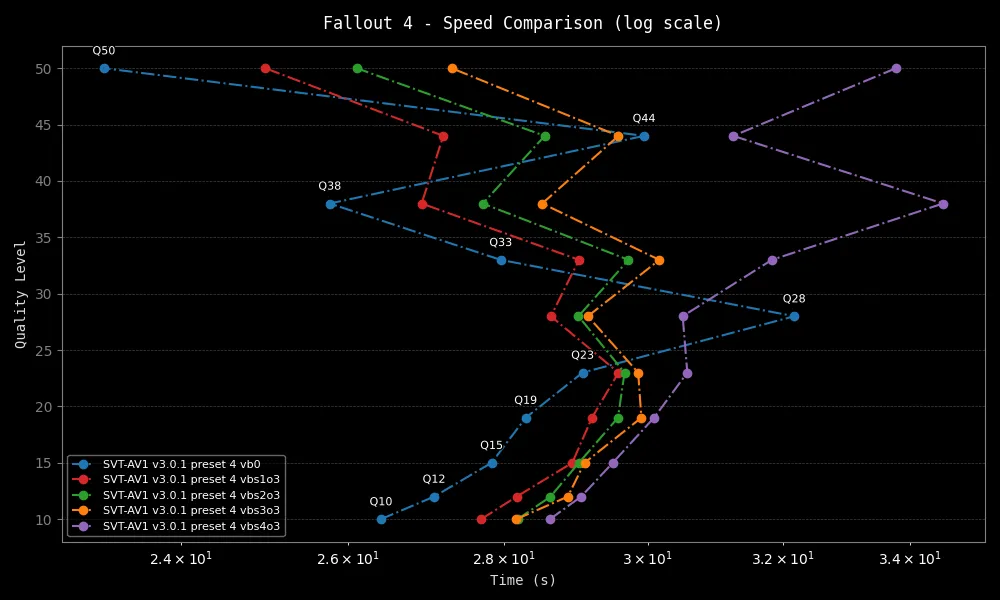 Fallout 4 - Speed Comparison (log scale)
Q50
50
Q44
45
40
Q38
35
Q33
30
Q28
25
Q23
20
Q19
15
Q15
Q12
Q10
10
Quality Level
SVT-AV1 v3.0.1 preset 4 vb0
SVT-AV1 v3.0.1 preset 4 vbs1o3
SVT-AV1 v3.0.1 preset 4 vbs2o3
SVT-AV1 v3.0.1 preset 4 vbs3o3
SVT-AV1 v3.0.1 preset 4 vbs4o3
2.4 × 10¹ 2.6 × 10¹ 2.8 × 10¹ 3 × 10¹ 3.2 × 10¹ 3.4 × 10¹
Time (s)